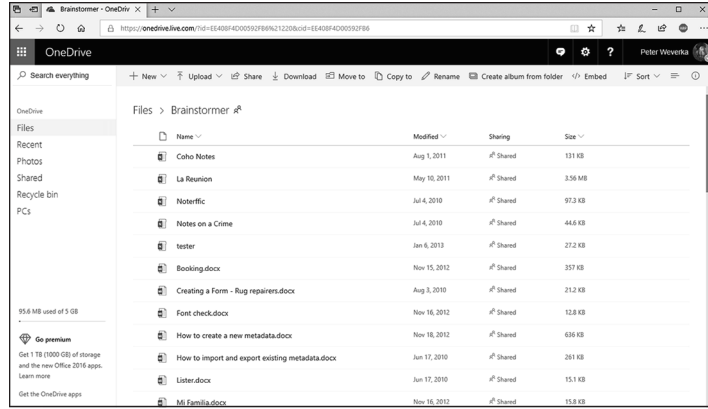 Brainstormer - OneDriv
https://onedrive.live.com/?id=EE408F4D00592FB6%21220&cid=EE408F4D00592FB6
OneDrive
Peter Weverka
Search everything
New Upload Share Download Move to Copy to Rename Create album from folder Embed Sort
OneDrive
Files
Recent
Photos
Shared
Recycle bin
PCs
95.6 MB used of 5 GB
Go premium
Get 1 TB (1000 GB) of storage
and the new Office 2016 apps.
Learn more
Get the OneDrive apps
Files > Brainstormer
Name Modified Sharing Size
Coho Notes Aug 1, 2011 Shared 131 KB
La Reunion May 10, 2011 Shared 3.56 MB
Noterffic Jul 4, 2010 Shared 97.3 KB
Notes on a Crime Jul 4, 2010 Shared 44.6 KB
tester Jan 6, 2013 Shared 27.2 KB
Booking.docx Nov 15, 2012 Shared 357 KB
Creating a Form - Rug repairers.docx Aug 3, 2010 Shared 21.2 KB
Font check.docx Nov 16, 2012 Shared 12.8 KB
How to create a new metadata.docx Nov 18, 2012 Shared 636 KB
How to import and export existing metadata.docx Jun 17, 2010 Shared 261 KB
Lister.docx Jun 17, 2010 Shared 15.1 KB
Mi Familia.docx Nov 16, 2012 Shared 15.8 KB